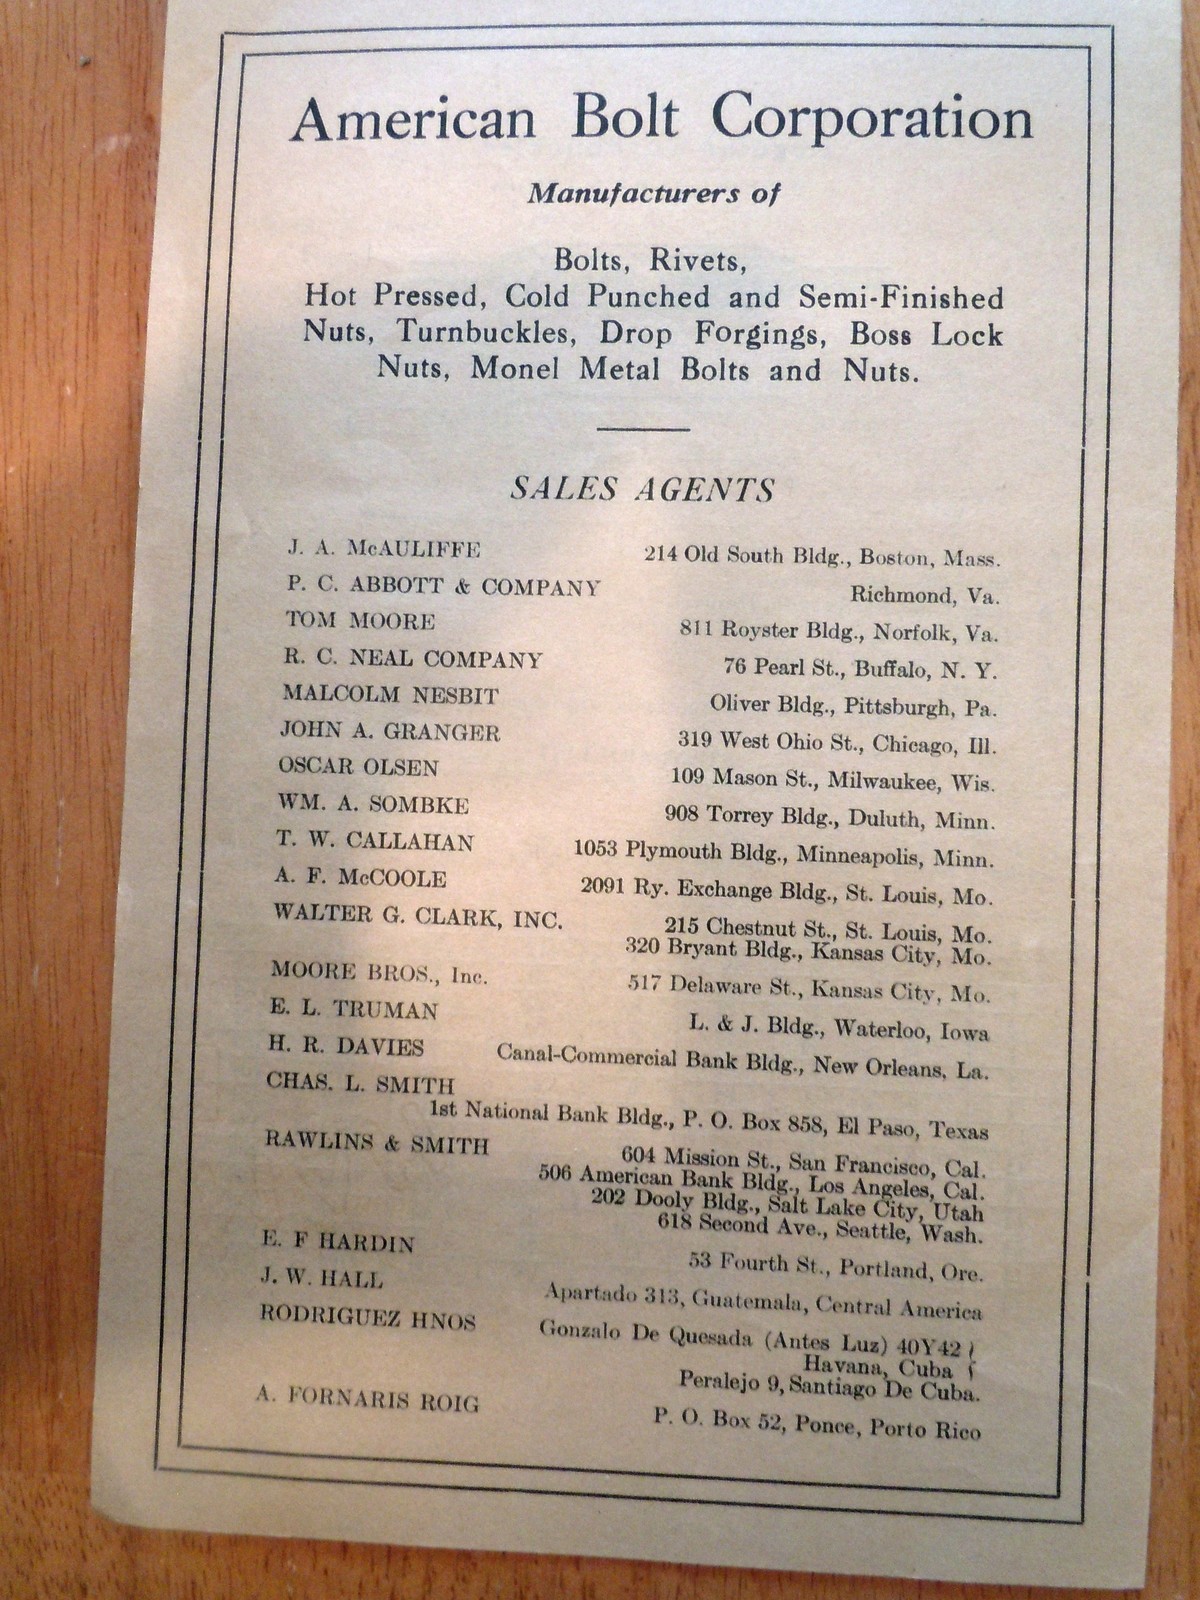 American Bolt Corporation
Manufacturers of
Bolts, Rivets,
Hot Pressed, Cold Punched and Semi-Finished
Nuts, Turnbuckles, Drop Forgings, Boss Lock
Nuts, Monel Metal Bolts and Nuts.
SALES AGENTS
J. A. McAULIFFE 214 Old South Bldg., Boston, Mass.
P. C. ABBOTT & COMPANY Richmond, Va.
TOM MOORE 811 Royster Bldg., Norfolk, Va.
R. C. NEAL COMPANY 76 Pearl St., Buffalo, N. Y.
MALCOLM NESBIT Oliver Bldg., Pittsburgh, Pa.
JOHN A. GRANGER 319 West Ohio St., Chicago, Ill.
OSCAR OLSEN 109 Mason St., Milwaukee, Wis.
WM. A. SOMBKE 908 Torrey Bldg., Duluth, Minn.
T. W. CALLAHAN 1053 Plymouth Bldg., Minneapolis, Minn.
A. F. McCOOLE 2091 Ry. Exchange Bldg., St. Louis, Mo.
WALTER G. CLARK, INC. 215 Chestnut St., St. Louis, Mo.
320 Bryant Bldg., Kansas City, Mo.
MOORE BROS., Inc. 517 Delaware St., Kansas City, Mo.
E. L. TRUMAN L. & J. Bldg., Waterloo, Iowa
H. R. DAVIES Canal-Commercial Bank Bldg., New Orleans, La.
CHAS. L. SMITH
1st National Bank Bldg., P. O. Box 858, El Paso, Texas
RAWLINS & SMITH 604 Mission St., San Francisco, Cal.
506 American Bank Bldg., Los Angeles, Cal.
202 Dooly Bldg., Salt Lake City, Utah
618 Second Ave., Seattle, Wash.
E. F HARDIN 53 Fourth St., Portland, Ore.
J. W. HALL Apartado 313, Guatemala, Central America
RODRIGUEZ HNOS Gonzalo De Quesada (Antes Luz) 40Y42
Havana, Cuba
Peralejo 9, Santiago De Cuba.
A. FORNARIS ROIG P. O. Box 52, Ponce, Porto Rico